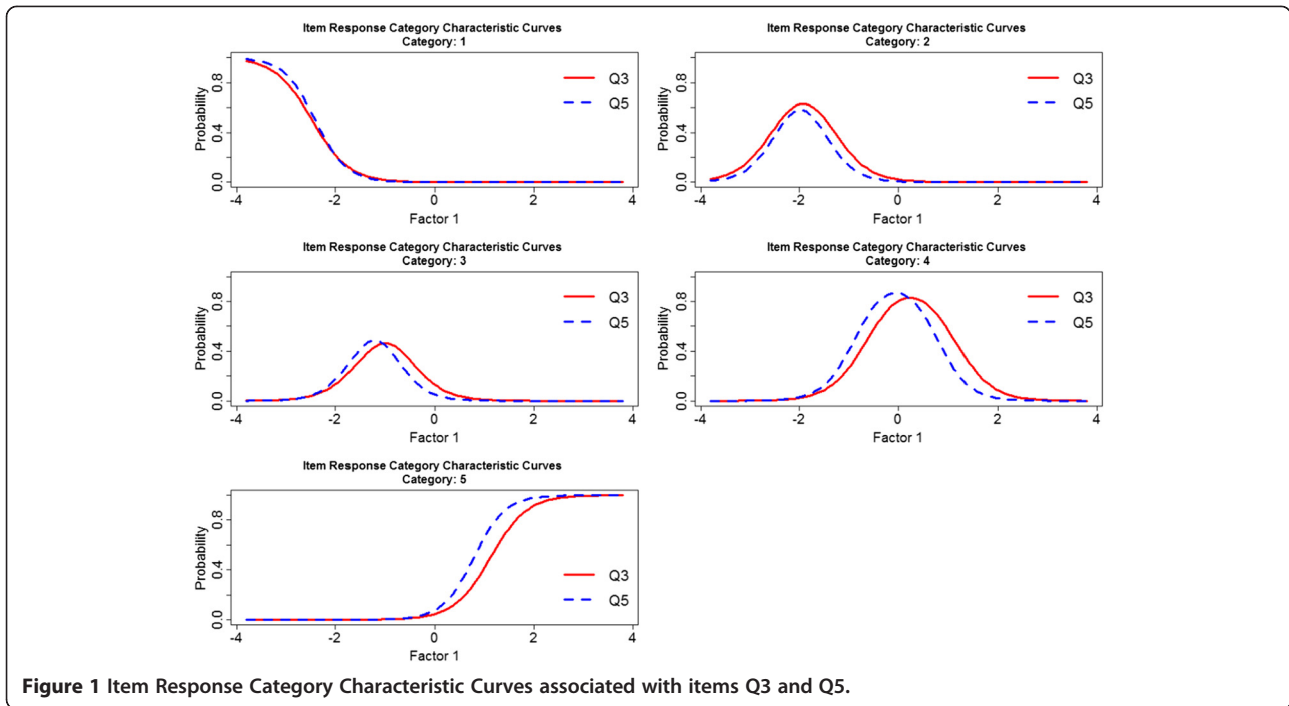 Item Response Category Characteristic Curves
Category: 1
Probability
0.0 0.4 0.8
Q3
Q5
-4 -2 0 2 4
Factor 1
Item Response Category Characteristic Curves
Category: 2
Probability
0.0 0.4 0.8
Q3
Q5
-4 -2 0 2 4
Factor 1
Item Response Category Characteristic Curves
Category: 3
Probability
0.0 0.4 0.8
Q3
Q5
-4 -2 0 2 4
Factor 1
Item Response Category Characteristic Curves
Category: 4
Probability
0.0 0.4 0.8
Q3
Q5
-4 -2 0 2 4
Factor 1
Item Response Category Characteristic Curves
Category: 5
Probability
0.0 0.4 0.8
Q3
Q5
-4 -2 0 2 4
Factor 1
Figure 1 Item Response Category Characteristic Curves associated with items Q3 and Q5.